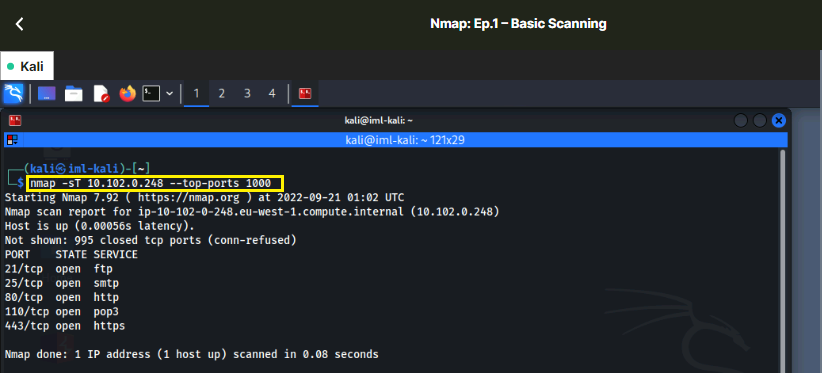 Nmap: Ep.1 – Basic Scanning
Kali
1 2 3 4
kali@iml-kali: ~
kali@iml-kali: ~ 121x29
(kali㉿iml-kali)-[~]
$ nmap -sT 10.102.0.248 --top-ports 1000
Starting Nmap 7.92 ( https://nmap.org ) at 2022-09-21 01:02 UTC
Nmap scan report for ip-10-102-0-248.eu-west-1.compute.internal (10.102.0.248)
Host is up (0.00056s latency).
Not shown: 995 closed tcp ports (conn-refused)
PORT STATE SERVICE
21/tcp open ftp
25/tcp open smtp
80/tcp open http
110/tcp open pop3
443/tcp open https
Nmap done: 1 IP address (1 host up) scanned in 0.08 seconds